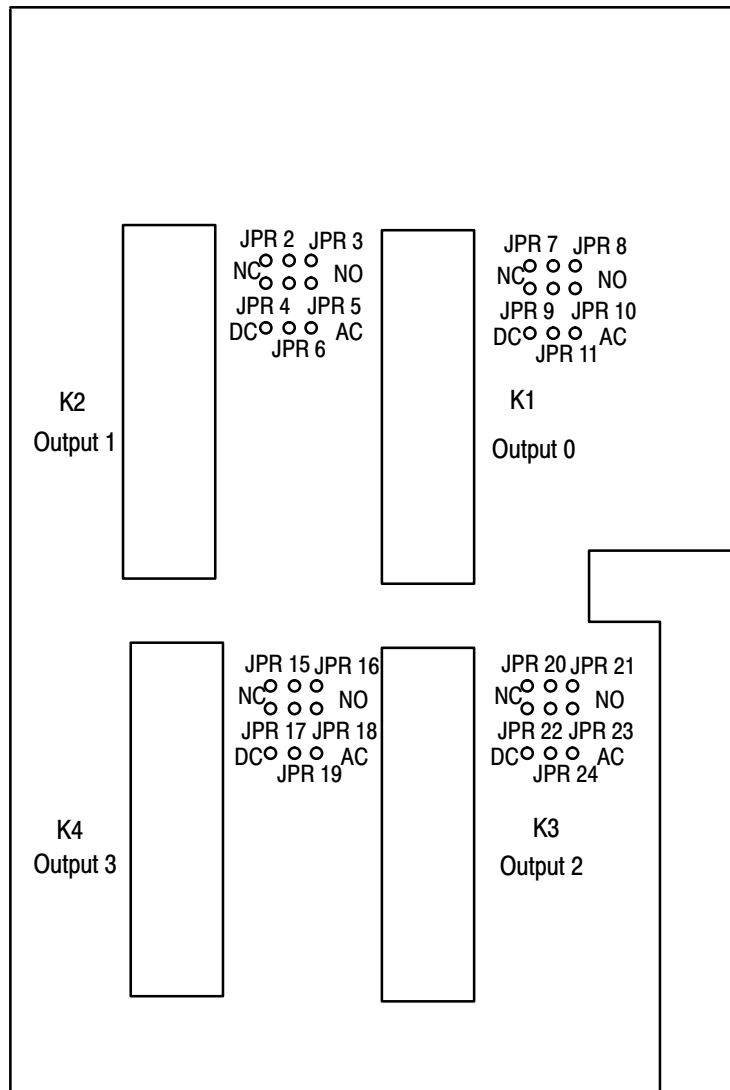 JPR 2 JPR 3
NC NO
JPR 4 JPR 5
DC AC
JPR 6
K2
Output 1
JPR 7 JPR 8
NC NO
JPR 9 JPR 10
DC AC
JPR 11
K1
Output 0
JPR 15 JPR 16
NC NO
JPR 17 JPR 18
DC AC
JPR 19
K4
Output 3
JPR 20 JPR 21
NC NO
JPR 22 JPR 23
DC AC
JPR 24
K3
Output 2